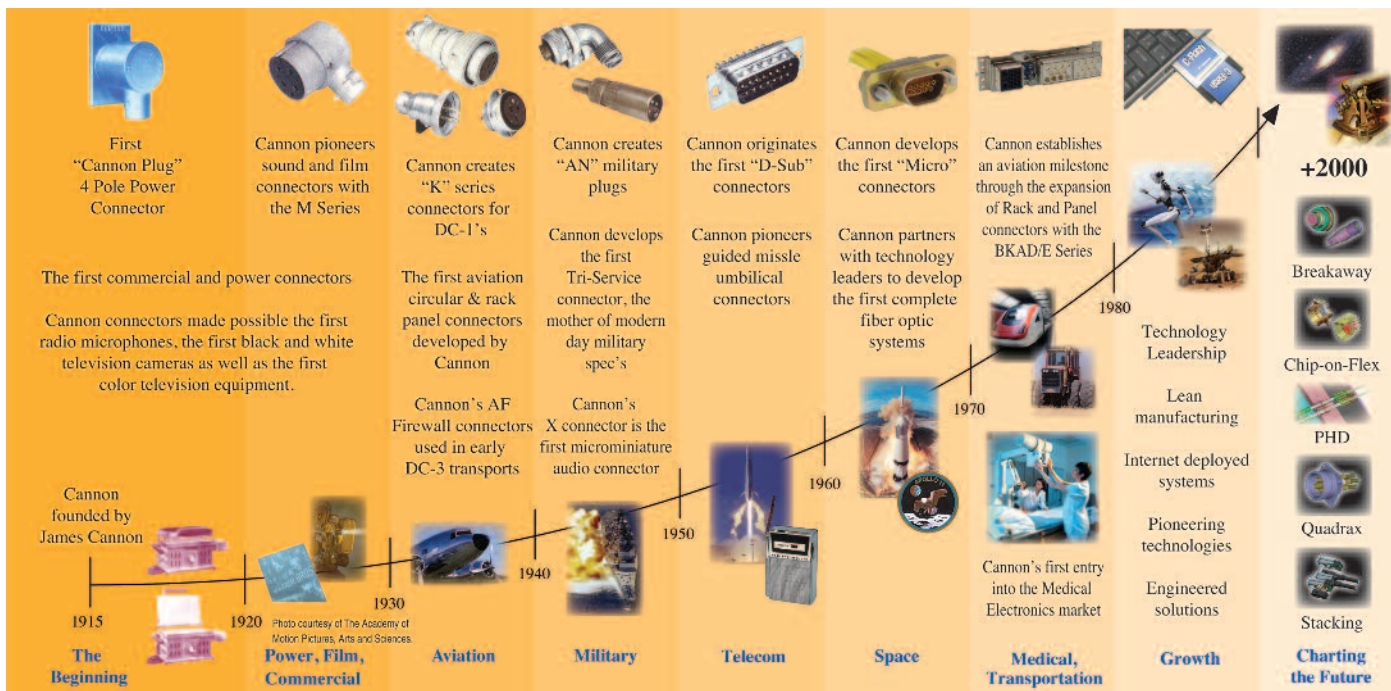 First
"Cannon Plug"
4 Pole Power
Connector
Cannon pioneers
sound and film
connectors with
the M Series
The first commercial and power connectors
Cannon connectors made possible the first
radio microphones, the first black and white
television cameras as well as the first
color television equipment.
Cannon
founded by
James Cannon
1915
The
Beginning
1920
Photo courtesy of The Academy of
Motion Pictures, Arts and Sciences.
Power, Film,
Commercial
1930
Cannon creates
"K" series
connectors for
DC-1's
The first aviation
circular & rack
panel connectors
developed by
Cannon
Cannon's AF
Firewall connectors
used in early
DC-3 transports
Aviation
1940
Cannon creates
"AN" military
plugs
Cannon develops
the first
Tri-Service
connector, the
mother of modern
day military
spec's
Cannon's
X connector is the
first microminiature
audio connector
Military
1950
Cannon originates
the first "D-Sub"
connectors
Cannon pioneers
guided missle
umbilical
connectors
Telecom
1960
Cannon develops
the first "Micro"
connectors
Cannon partners
with technology
leaders to develop
the first complete
fiber optic
systems
APOLLO 11
Space
1970
Cannon establishes
an aviation milestone
through the expansion
of Rack and Panel
connectors with the
BKAD/E Series
Cannon's first entry
into the Medical
Electronics market
Medical,
Transportation
1980
C-Flash
Technology
Leadership
Lean
manufacturing
Internet deployed
systems
Pioneering
technologies
Engineered
solutions
Growth
+2000
Breakaway
Chip-on-Flex
PHD
Quadrax
Stacking
Charting
the Future